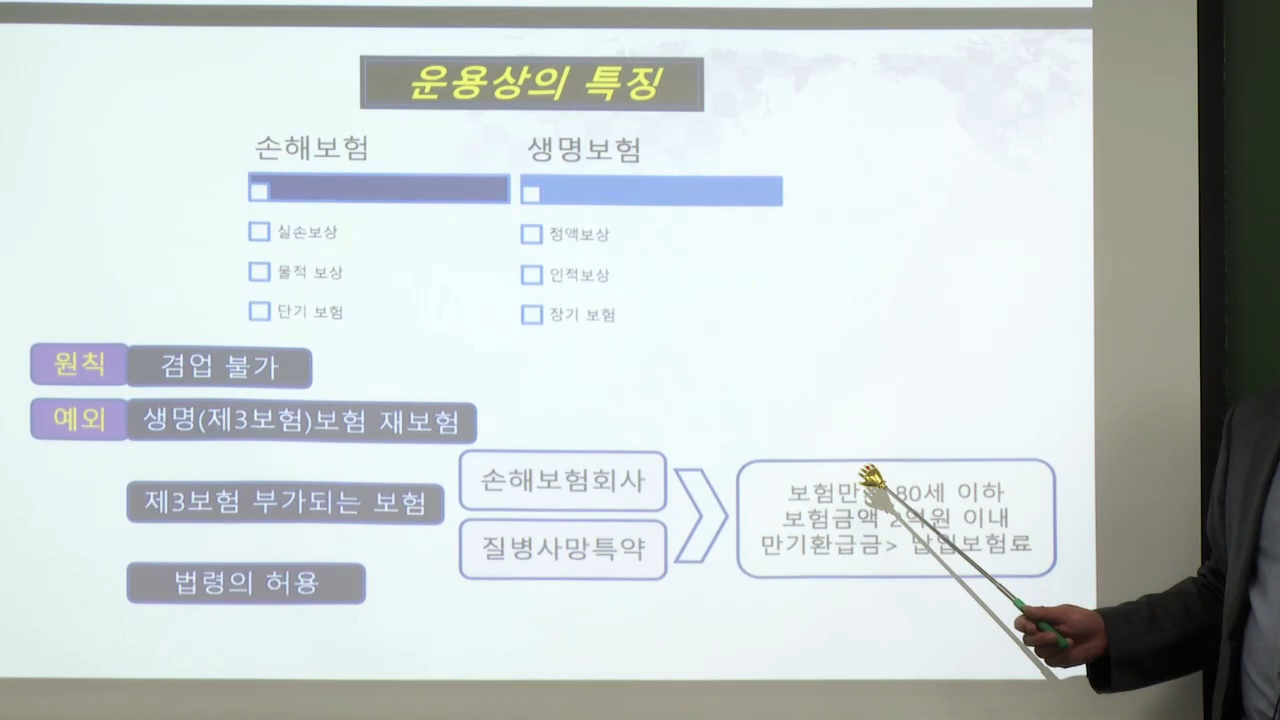 운용상의 특징
손해보험
생명보험
실손보상
정액보상
물적 보상
인적보상
단기 보험
장기 보험
원칙
겸업 불가
예외
생명(제3보험)보험 재보험
제3보험 부가되는 보험
손해보험회사
질병사망특약
보험만 80세 이하
보험금액 2억원 이내
만기환급금> 납입보험료
법령의 허용